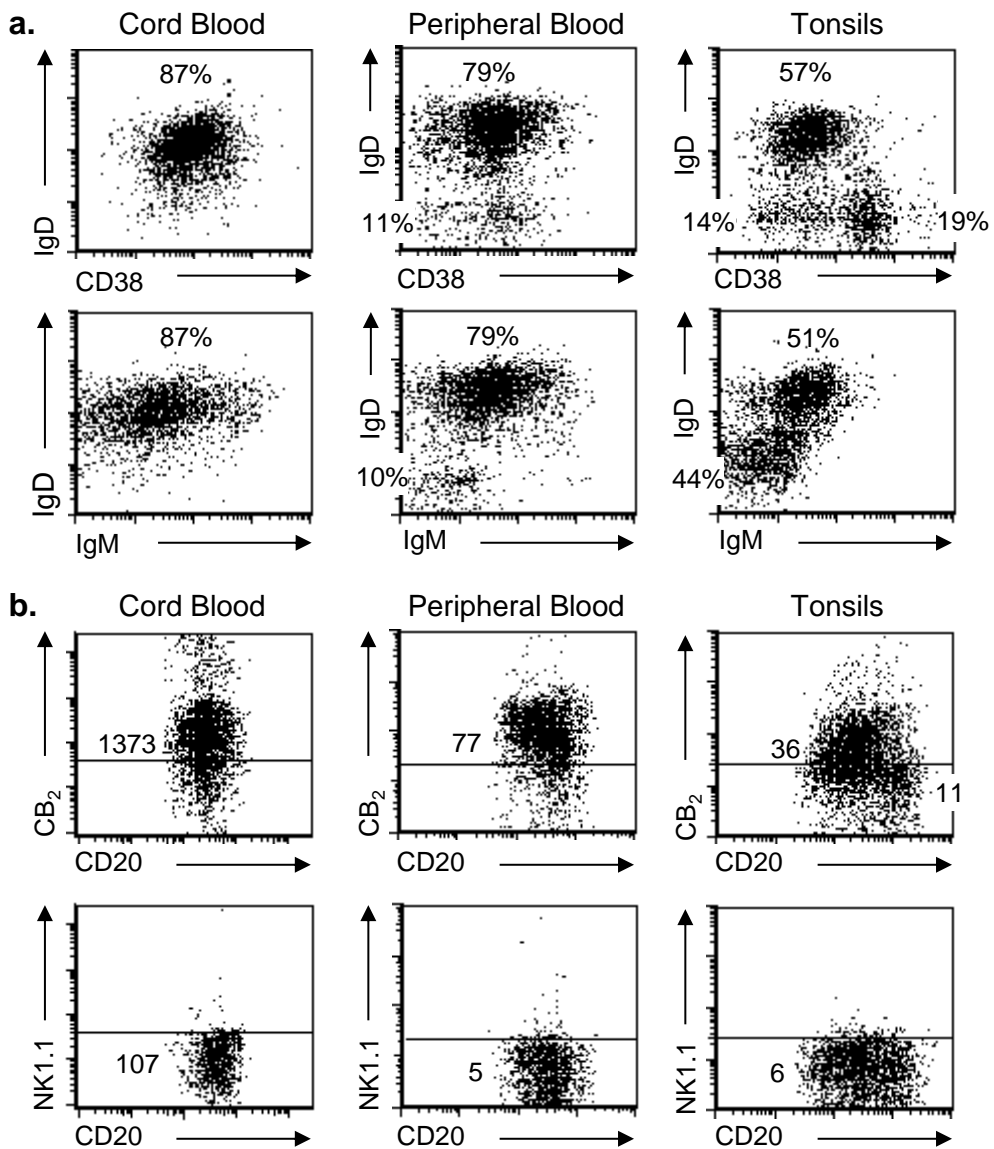 a.
Cord Blood
Peripheral Blood
Tonsils
87%
79%
57%
IgD
IgD
IgD
11%
14%
19%
CD38
CD38
CD38
87%
79%
51%
IgD
IgD
IgD
10%
44%
IgM
IgM
IgM
b.
Cord Blood
Peripheral Blood
Tonsils
1373
77
36
11
CB₂
CB₂
CB₂
CD20
CD20
CD20
NK1.1
NK1.1
NK1.1
107
5
6
CD20
CD20
CD20